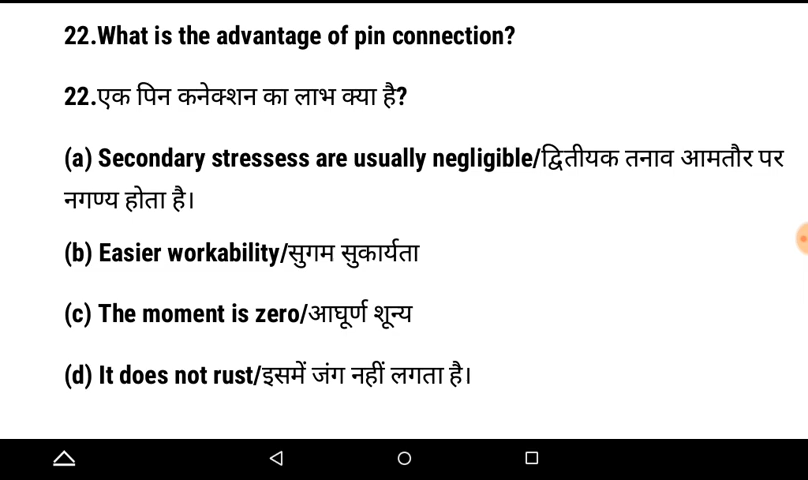 22.What is the advantage of pin connection?
22.एक पिन कनेक्शन का लाभ क्या है?
(a) Secondary stressess are usually negligible/द्वितीयक तनाव आमतौर पर
नगण्य होता है।
(b) Easier workability/सुगम सुकार्यता
(c) The moment is zero/आघूर्ण शून्य
(d) It does not rust/इसमें जंग नहीं लगता है।